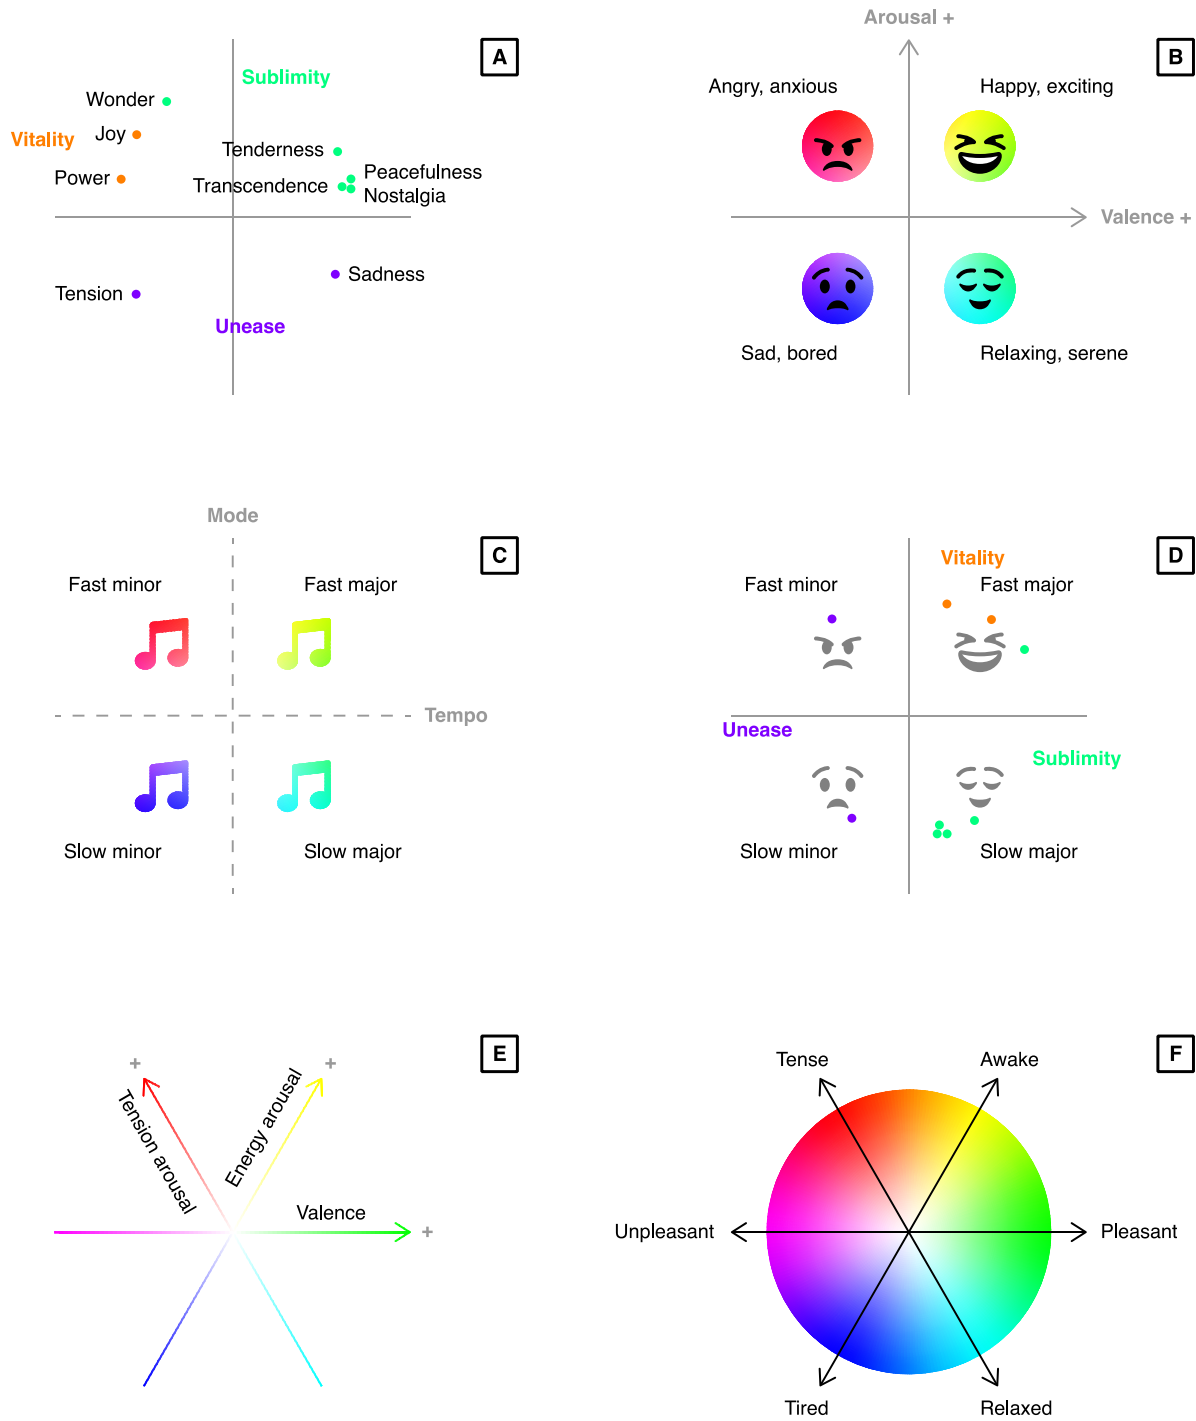 A
Sublimity
Wonder
Vitality
Joy
Tenderness
Power
Transcendence
Peacefulness
Nostalgia
Sadness
Tension
Unease
Arousal +
B
Angry, anxious
Happy, exciting
Valence +
Sad, bored
Relaxing, serene
Mode
C
Fast minor
Fast major
Tempo
Slow minor
Slow major
D
Vitality
Fast minor
Fast major
Unease
Sublimity
Slow minor
Slow major
E
+
+
Tension arousal
Energy arousal
Valence
+
F
Tense
Awake
Unpleasant
Pleasant
Tired
Relaxed